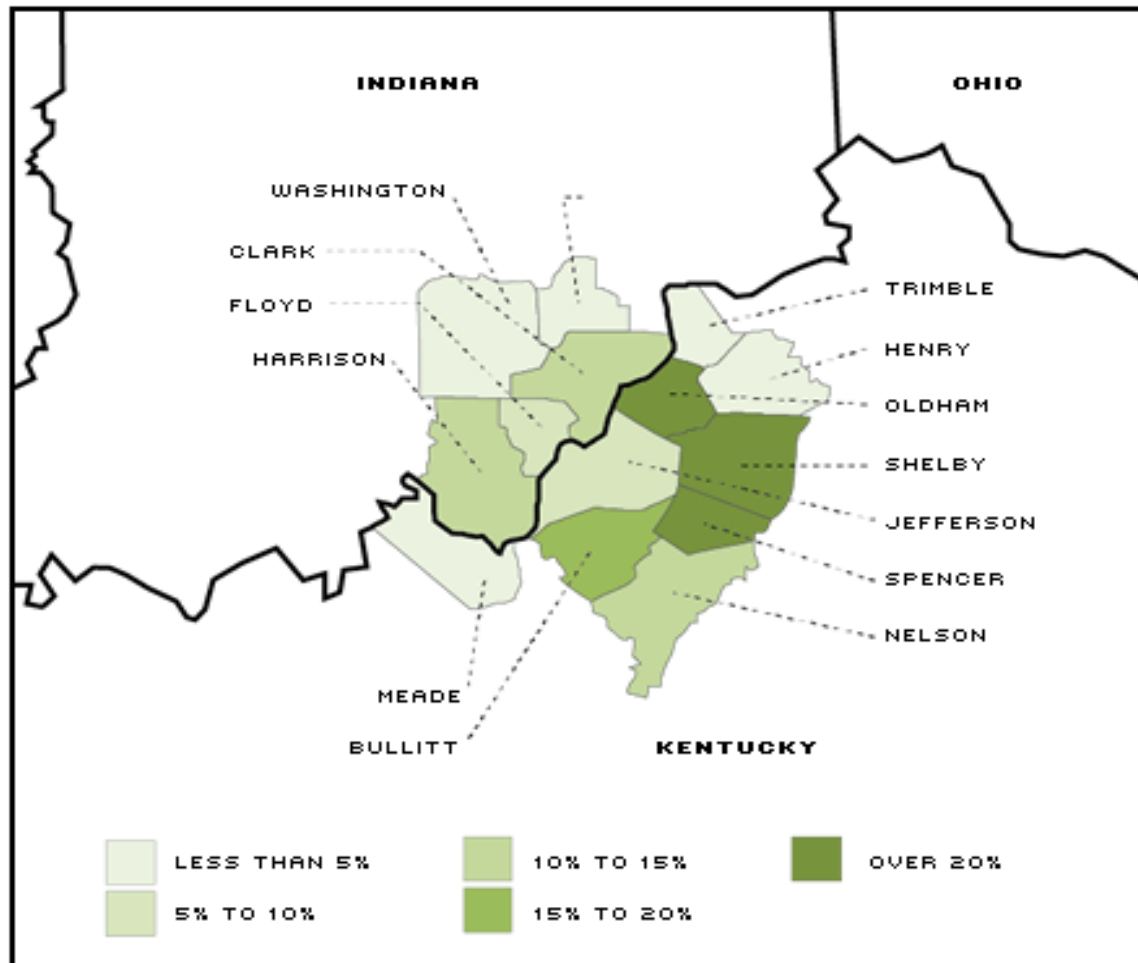 INDIANA
OHIO
WASHINGTON
CLARK
FLOYD
HARRISON
TRIMBLE
HENRY
OLDHAM
SHELBY
JEFFERSON
SPENCER
NELSON
MEADE
BULLITT
KENTUCKY
LESS THAN 5%
10% TO 15%
OVER 20%
5% TO 10%
15% TO 20%